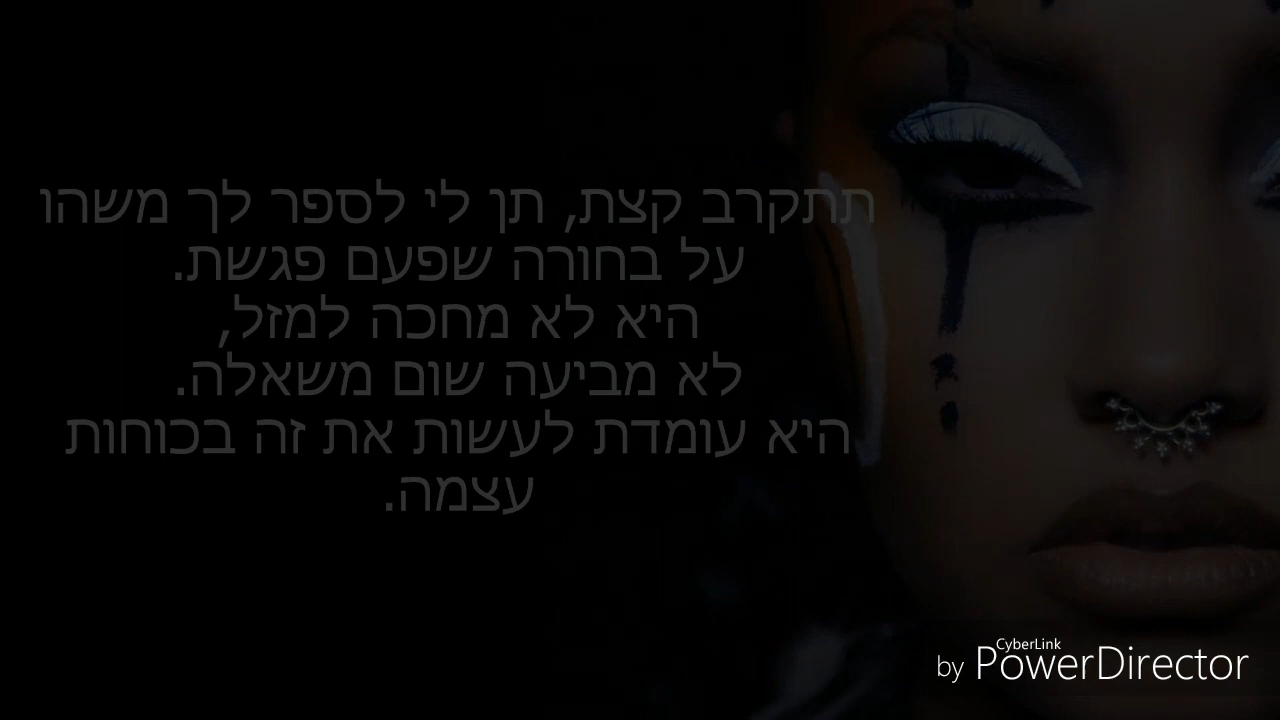 תתקרב קצת, תן לי לספר לך משהו
על בחורה שפעם פגשת.
היא לא מחכה למזל,
לא מביעה שום משאלה.
היא עומדת לעשות את זה בכוחות
עצמה.
CyberLink
by PowerDirector